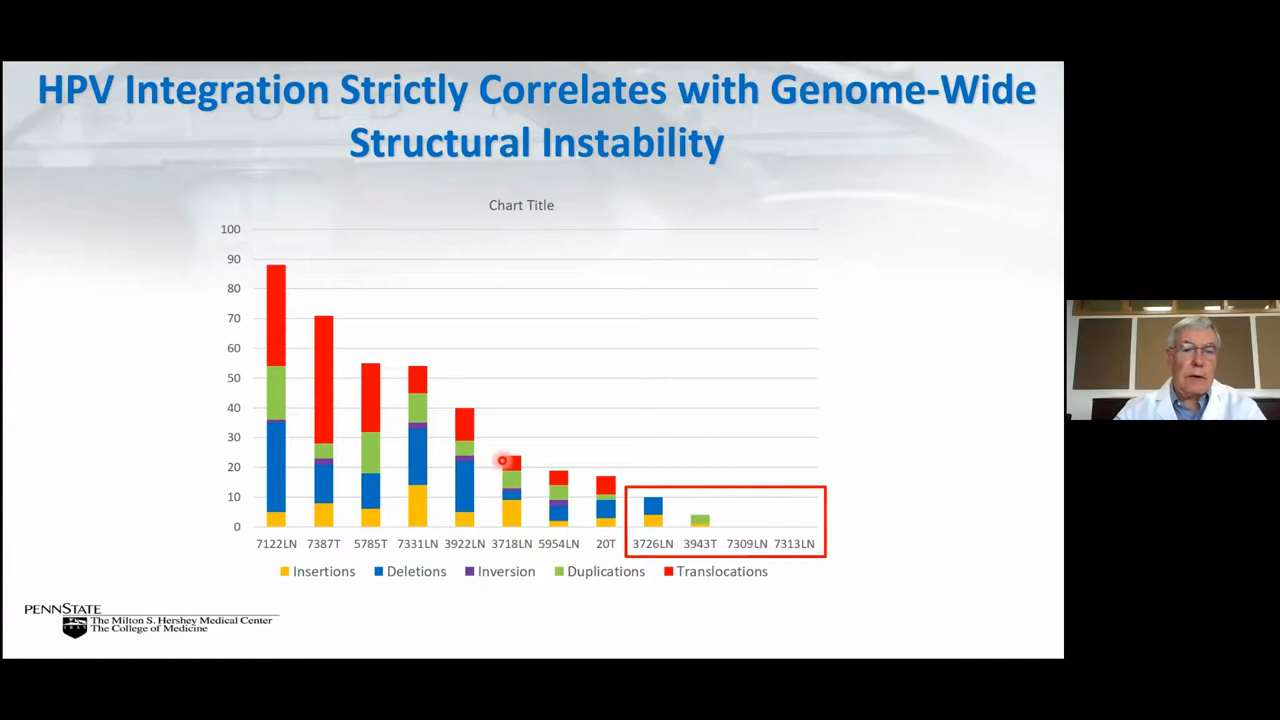 HPV Integration Strictly Correlates with Genome-Wide
Structural Instability
Chart Title
100
90
80
70
60
50
40
30
20
10
0
7122LN 7387T 5785T 7331LN 3922LN 3718LN 5954LN 20T 3726LN 3943T 7309LN 7313LN
Insertions Deletions Inversion Duplications Translocations
PENNSTATE
The Milton S. Hershey Medical Center
The College of Medicine